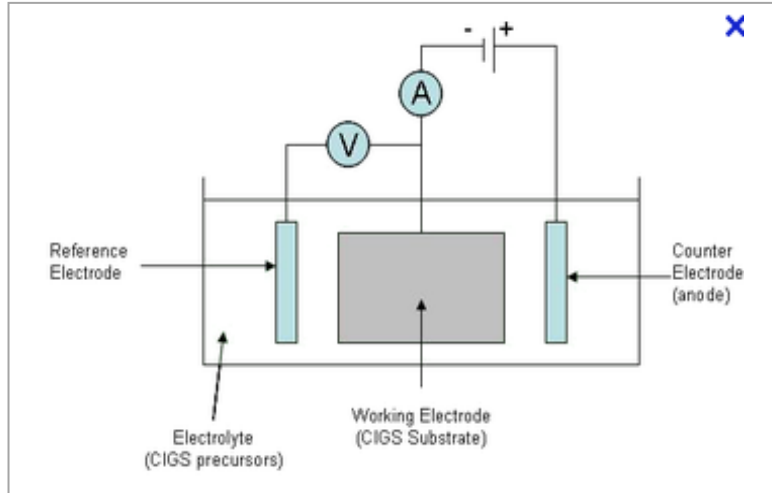 - +
A
V
Reference
Electrode
Counter
Electrode
(anode)
Electrolyte
(CIGS precursors)
Working Electrode
(CIGS Substrate)